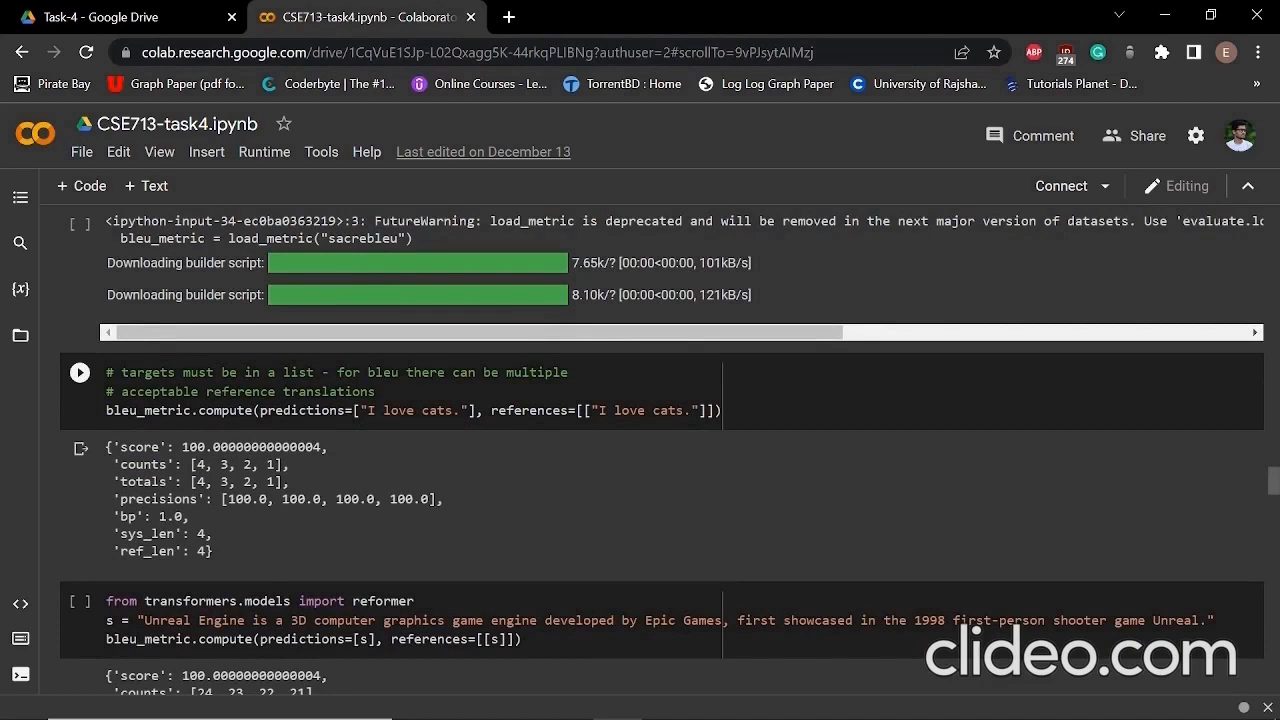 Task-4 - Google Drive
CSE713-task4.ipynb - Colaborato
colab.research.google.com/drive/1CqVuE1SJp-L02Qxagg5K-44rkqPLIBNg?authuser=2#scrollTo=9vPJsytAIMzj
ABP
274
E
Pirate Bay
Graph Paper (pdf fo...
Coderbyte | The #1...
Online Courses - Le...
TorrentBD : Home
Log Log Graph Paper
University of Rajsha...
Tutorials Planet - D...
»
CSE713-task4.ipynb
Comment
Share
File Edit View Insert Runtime Tools Help Last edited on December 13
+ Code + Text
Connect
Editing
[ ] <ipython-input-34-ec0ba0363219>:3: FutureWarning: load_metric is deprecated and will be removed in the next major version of datasets. Use 'evaluate.lo
bleu_metric = load_metric("sacrebleu")
Downloading builder script: 7.65k/? [00:00<00:00, 101kB/s]
Downloading builder script: 8.10k/? [00:00<00:00, 121kB/s]
{x}
# targets must be in a list - for bleu there can be multiple
# acceptable reference translations
bleu_metric.compute(predictions=["I love cats."], references=[["I love cats."]])
{'score': 100.00000000000004,
'counts': [4, 3, 2, 1],
'totals': [4, 3, 2, 1],
'precisions': [100.0, 100.0, 100.0, 100.0],
'bp': 1.0,
'sys_len': 4,
'ref_len': 4}
[ ] from transformers.models import reformer
s = "Unreal Engine is a 3D computer graphics game engine developed by Epic Games, first showcased in the 1998 first-person shooter game Unreal."
bleu_metric.compute(predictions=[s], references=[[s]])
{'score': 100.00000000000004,
'counts': [24, 23, 22, 21],
clideo.com